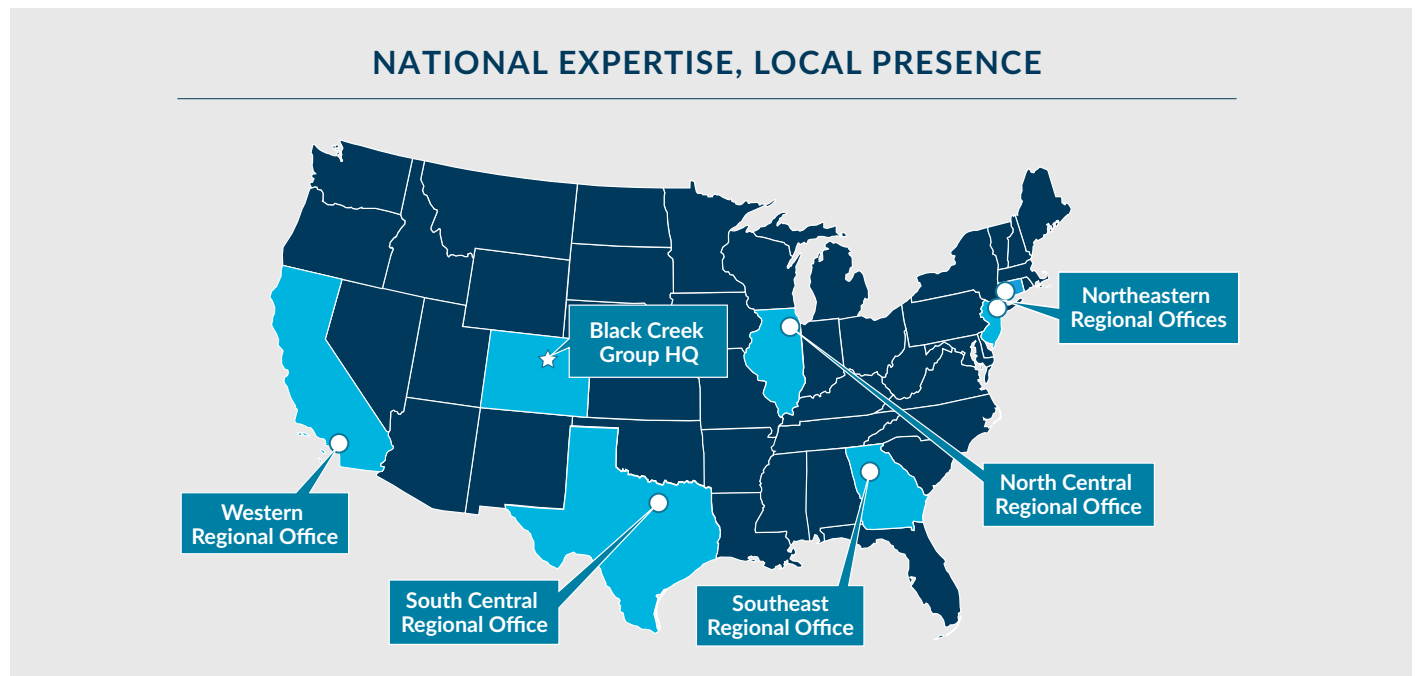 NATIONAL EXPERTISE, LOCAL PRESENCE
Northeastern
Regional Offices
Black Creek
Group HQ
North Central
Regional Office
Western
Regional Office
South Central
Regional Office
Southeast
Regional Office